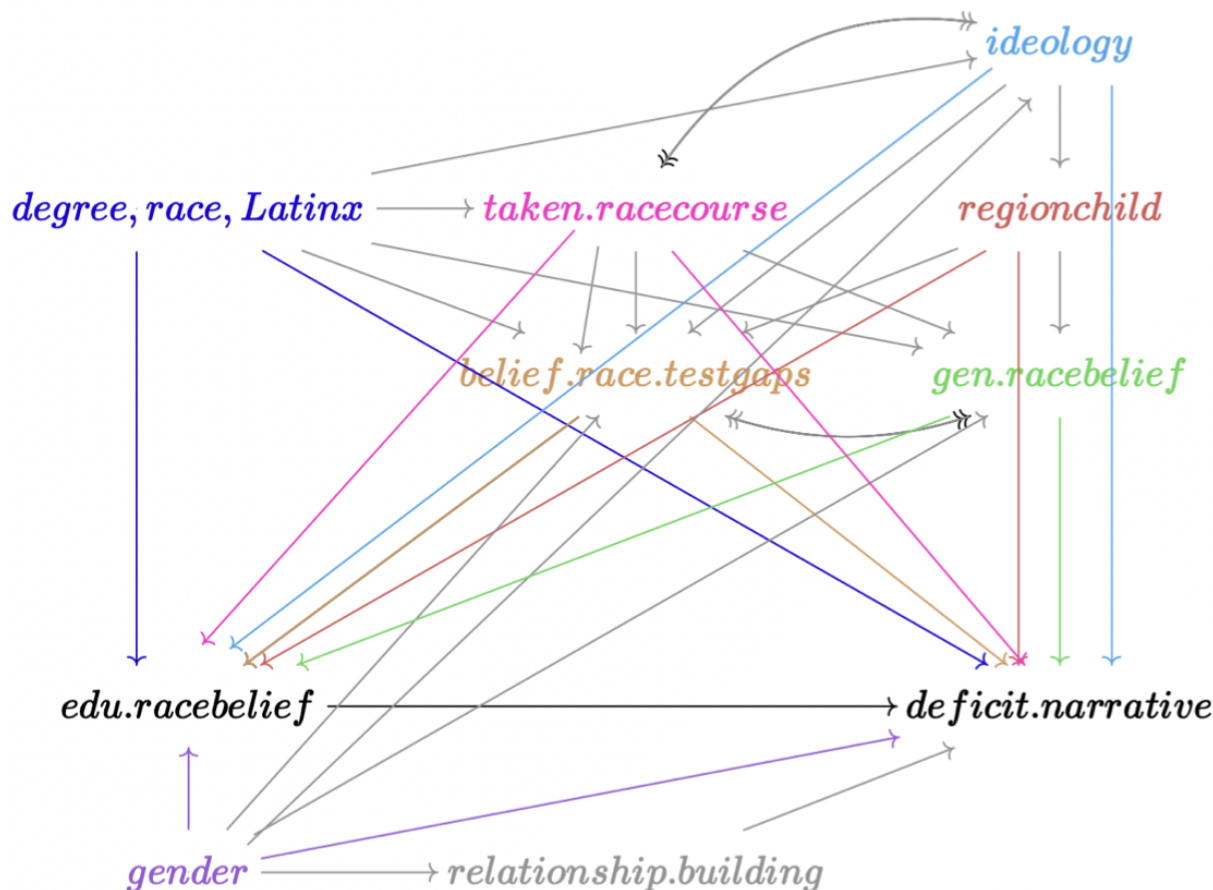 ideology
degree, race, Latinx taken.racecourse regionchild
belief.race.testgaps gen.racebelief
edu.racebelief deficit.narrative
gender relationship.building